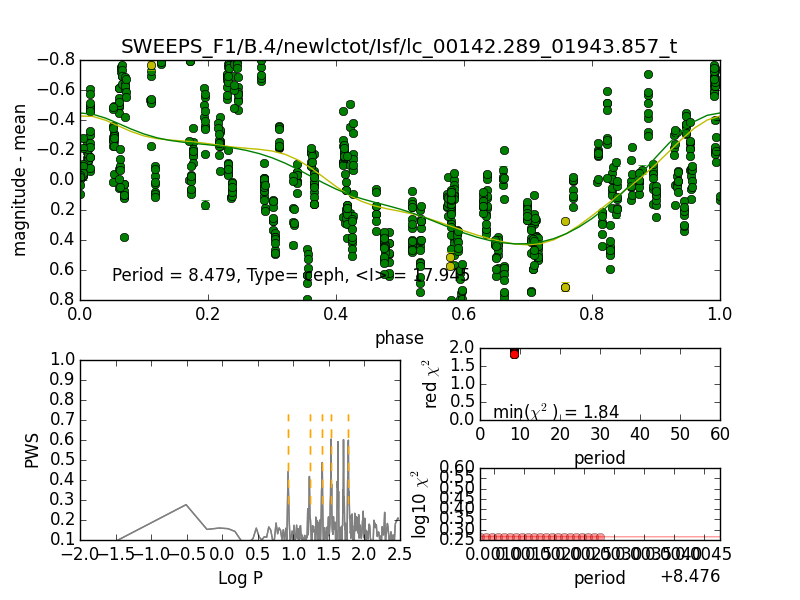 SWEEPS_F1/B.4/newlctot/Isf/lc_00142.289_01943.857_t
magnitude - mean
−0.8
−0.6
−0.4
−0.2
0.0
0.2
0.4
0.6
0.8
Period = 8.479, Type= ceph, <I> = 17.945
0.0 0.2 0.4 0.6 0.8 1.0
phase
PWS
1.0
0.9
0.8
0.7
0.6
0.5
0.4
0.3
0.2
0.1
−2.0 −1.5 −1.0 −0.5 0.0 0.5 1.0 1.5 2.0 2.5
Log P
red χ²
2.0
1.5
1.0
0.5
0.0
min(χ² ) = 1.84
0 10 20 30 40 50 60
period
log10 χ²
0.60
0.55
0.50
0.45
0.40
0.35
0.30
0.25
period
+8.476